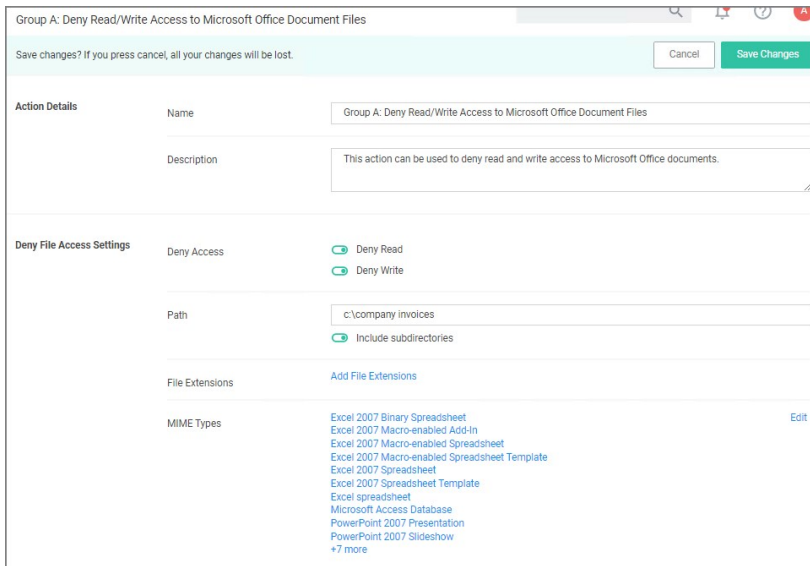 Group A: Deny Read/Write Access to Microsoft Office Document Files
A
Save changes? If you press cancel, all your changes will be lost.
Cancel
Save Changes
Action Details
Name
Group A: Deny Read/Write Access to Microsoft Office Document Files
Description
This action can be used to deny read and write access to Microsoft Office documents.
Deny File Access Settings
Deny Access
Deny Read
Deny Write
Path
c:\company invoices
Include subdirectories
File Extensions
Add File Extensions
MIME Types
Excel 2007 Binary Spreadsheet
Edit
Excel 2007 Macro-enabled Add-In
Excel 2007 Macro-enabled Spreadsheet
Excel 2007 Macro-enabled Spreadsheet Template
Excel 2007 Spreadsheet
Excel 2007 Spreadsheet Template
Excel spreadsheet
Microsoft Access Database
PowerPoint 2007 Presentation
PowerPoint 2007 Slideshow
+7 more